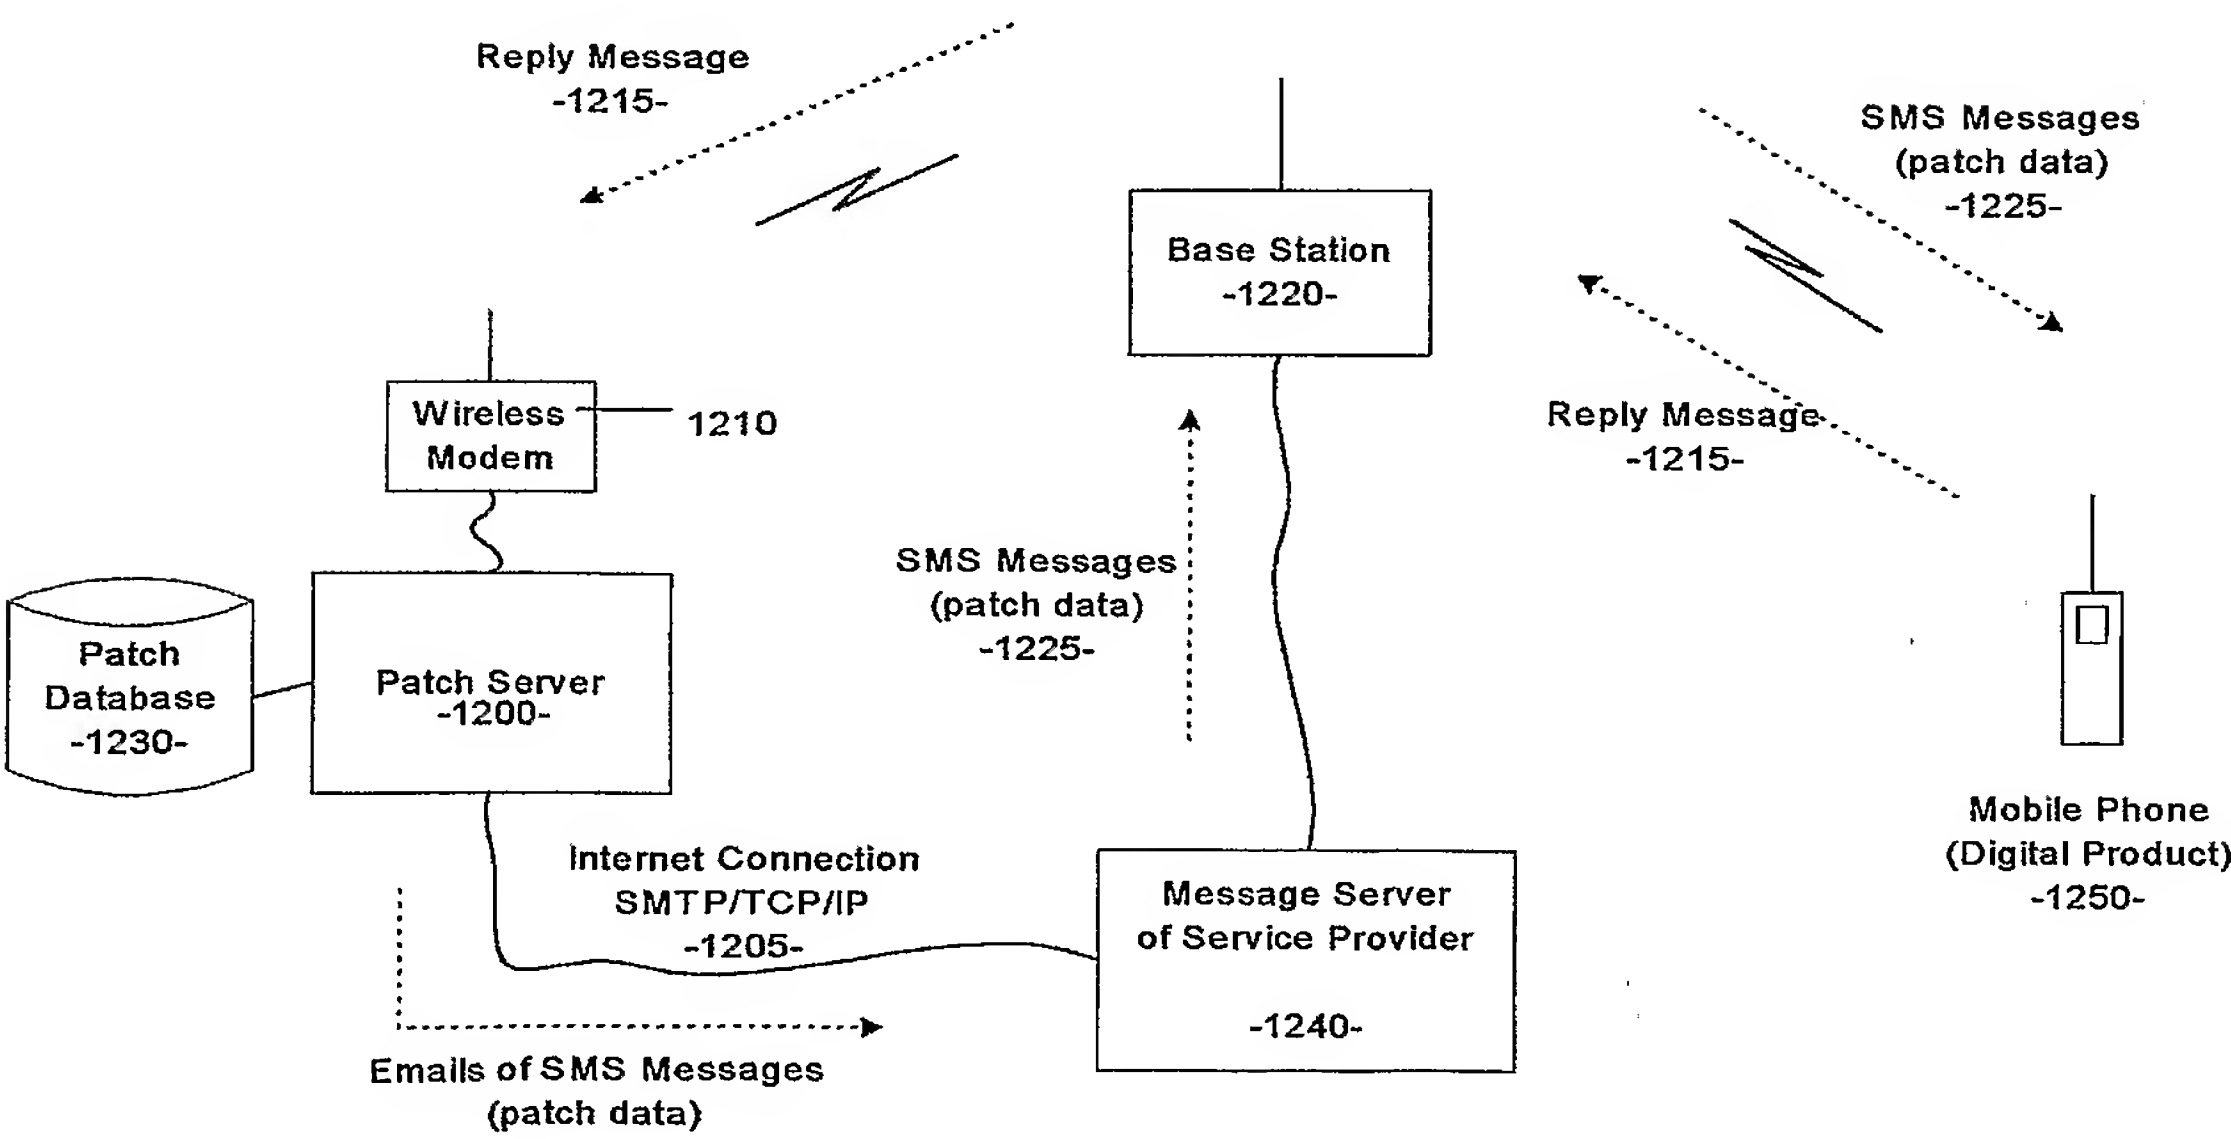 Reply Message
-1215-
SMS Messages
(patch data)
-1225-
Base Station
-1220-
Wireless
Modem
1210
Reply Message
-1215-
SMS Messages
(patch data)
-1225-
Patch
Database
-1230-
Patch Server
-1200-
Mobile Phone
(Digital Product)
-1250-
Internet Connection
SMTP/TCP/IP
-1205-
Message Server
of Service Provider
-1240-
Emails of SMS Messages
(patch data)